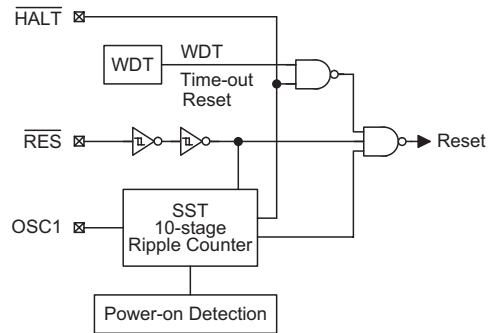 HALT
WDT
WDT
Time-out
Reset
RES
Reset
OSC1
SST
10-stage
Ripple Counter
Power-on Detection